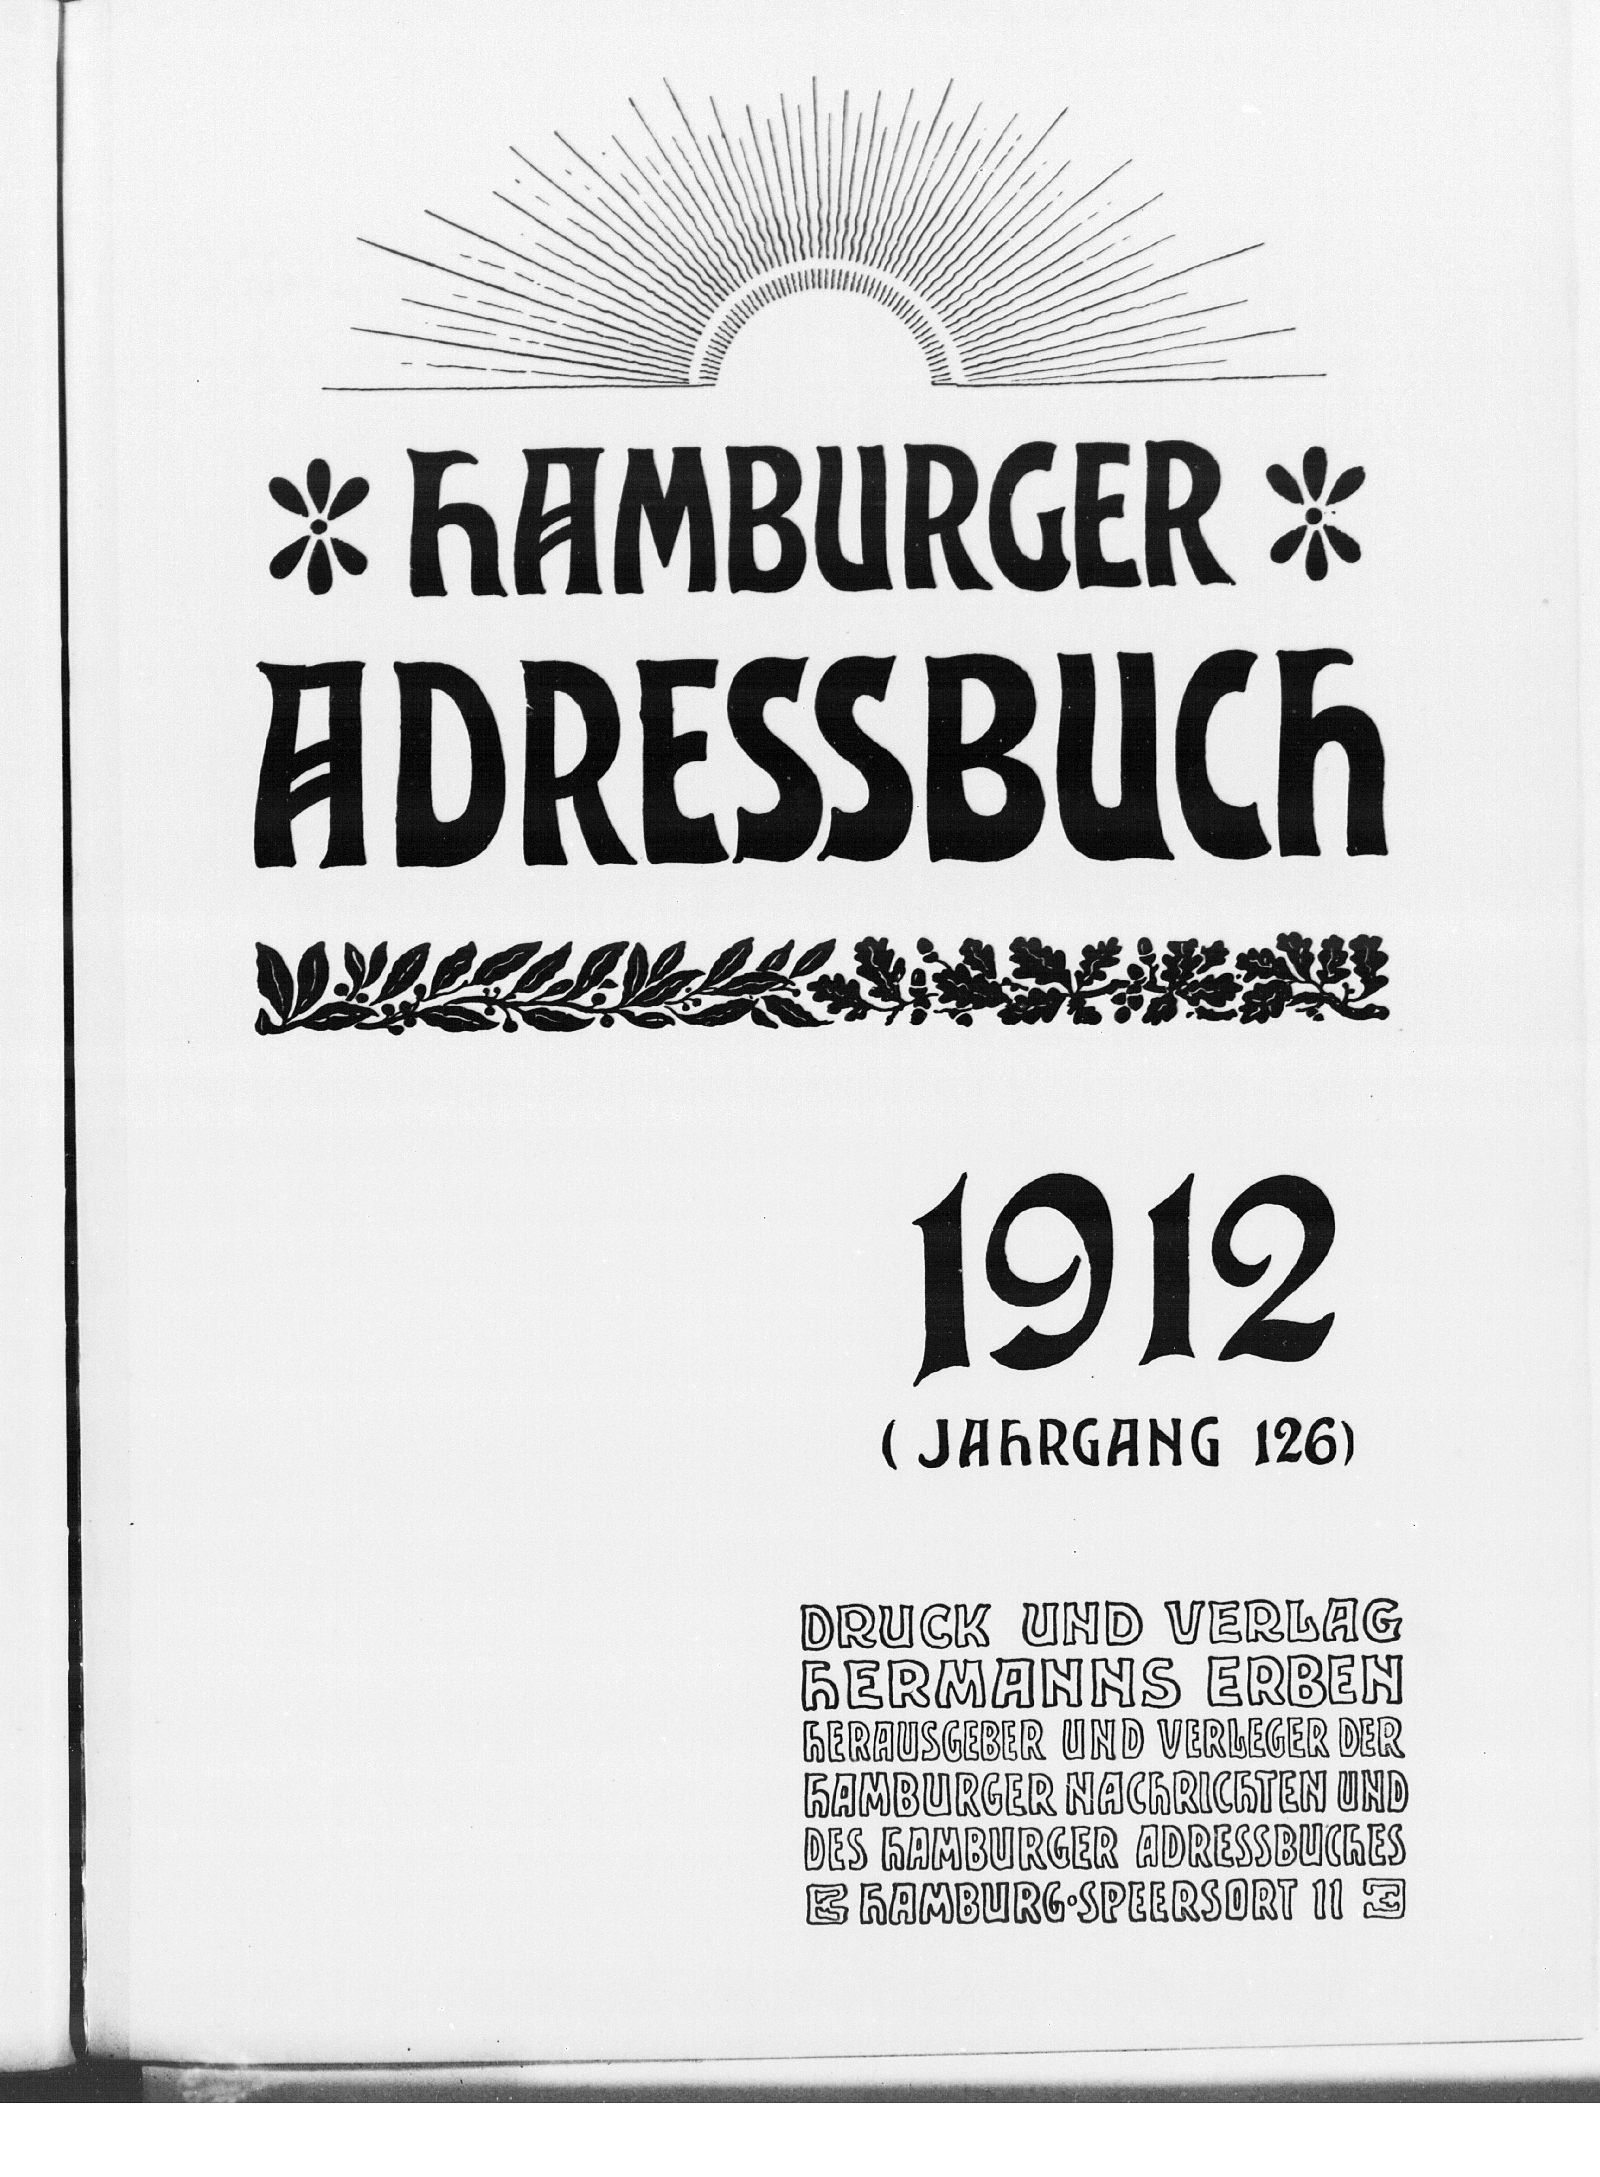 HAMBURGER
ADRESSBUCH
1912
( JAHRGANG 126)
DRUCK UND VERLAG
HERMANNS ERBEN
HERAUSGEBER UND VERLEGER DER
HAMBURGER NACHRICHTEN UND
DES HAMBURGER ADRESSBUCHES
HAMBURG·SPEERSORT 11